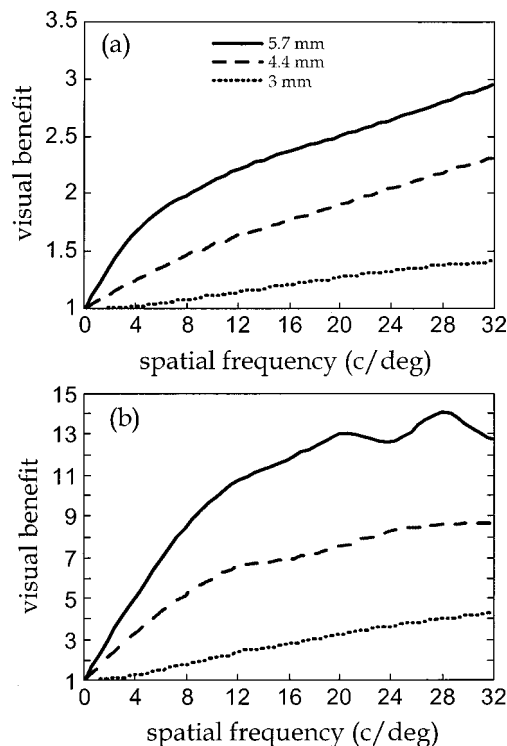 (a)
5.7 mm
4.4 mm
3 mm
3.5
3
2.5
2
1.5
1
visual benefit
0 4 8 12 16 20 24 28 32
spatial frequency (c/deg)
(b)
15
13
11
9
7
5
3
1
visual benefit
0 4 8 12 16 20 24 28 32
spatial frequency (c/deg)